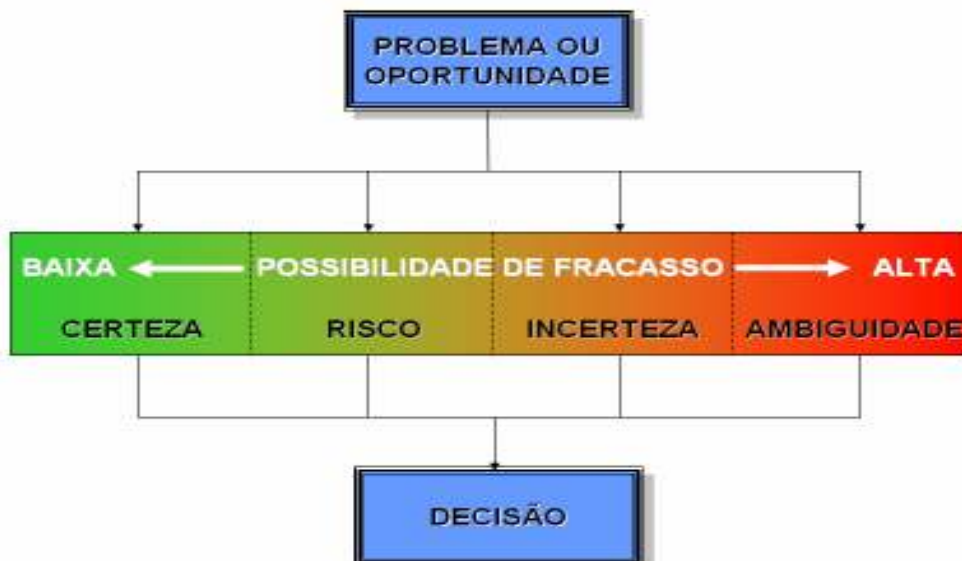 PROBLEMA OU
OPORTUNIDADE
BAIXA POSSIBILIDADE DE FRACASSO ALTA
CERTEZA RISCO INCERTEZA AMBIGUIDADE
DECISÃO